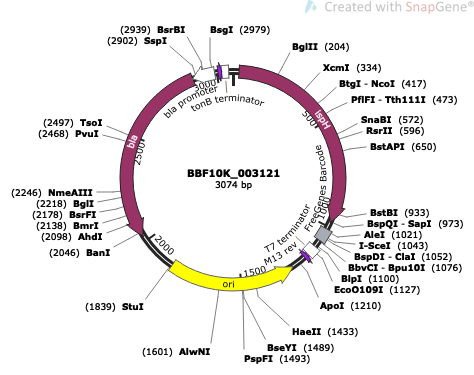 Created with SnapGene®
(2939) BsrBI
BsgI (2979)
(2902) SspI
BglII (204)
XcmI (334)
BtgI - NcoI (417)
PflFI - Tth111I (473)
SnaBI (572)
RsrII (596)
BstAPI (650)
(2497) TsoI
(2468) PvuI
3000
bla promoter
tonB terminator
500
ispH
bla
2500
BBF10K_003121
3074 bp
(2246) NmeAIII
(2218) BglI
(2178) BsrFI
(2138) BmrI
(2098) AhdI
(2046) BanI
FreeGenes Barcode
1000
T7 terminator
M13 rev
BstBI (933)
BspQI - SapI (973)
AleI (1021)
I-SceI (1043)
BspDI - ClaI (1052)
BbvCI - Bpu10I (1076)
BlpI (1100)
EcoO109I (1127)
ApoI (1210)
2000
1500
ori
(1839) StuI
HaeII (1433)
BseYI (1489)
PspFI (1493)
(1601) AlwNI